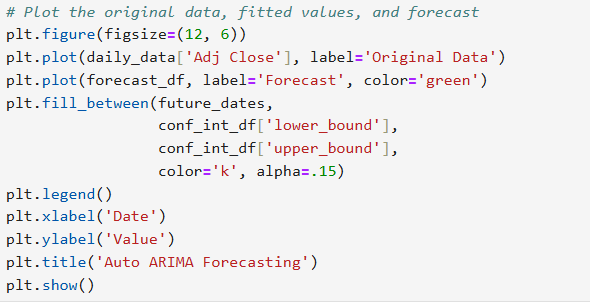 # Plot the original data, fitted values, and forecast
plt.figure(figsize=(12, 6))
plt.plot(daily_data['Adj Close'], label='Original Data')
plt.plot(forecast_df, label='Forecast', color='green')
plt.fill_between(future_dates,
                 conf_int_df['lower_bound'],
                 conf_int_df['upper_bound'],
                 color='k', alpha=.15)
plt.legend()
plt.xlabel('Date')
plt.ylabel('Value')
plt.title('Auto ARIMA Forecasting')
plt.show()